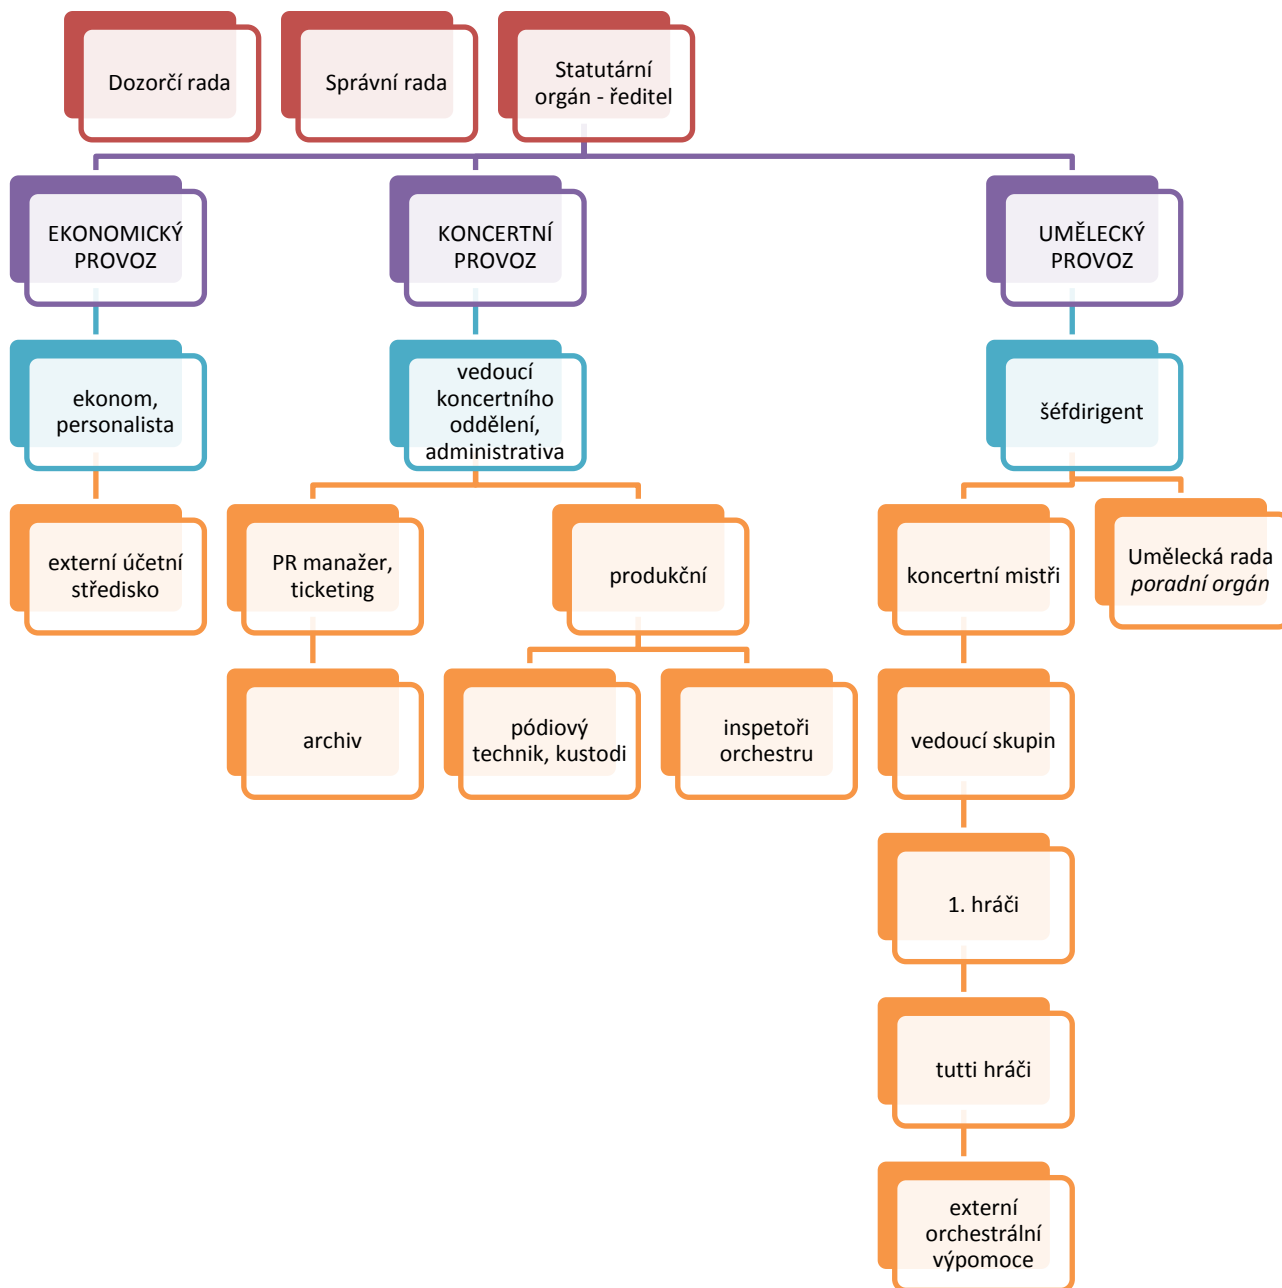 Dozorčí rada
Správní rada
Statutární
orgán - ředitel
EKONOMICKÝ
PROVOZ
KONCERTNÍ
PROVOZ
UMĚLECKÝ
PROVOZ
ekonom,
personalista
vedoucí
koncertního
oddělení,
administrativa
šéfdirigent
externí účetní
středisko
PR manažer,
ticketing
produkční
koncertní mistři
Umělecká rada
poradní orgán
archiv
pódiový
technik, kustodi
inspetoři
orchestru
vedoucí skupin
1. hráči
tutti hráči
externí
orchestrální
výpomoce